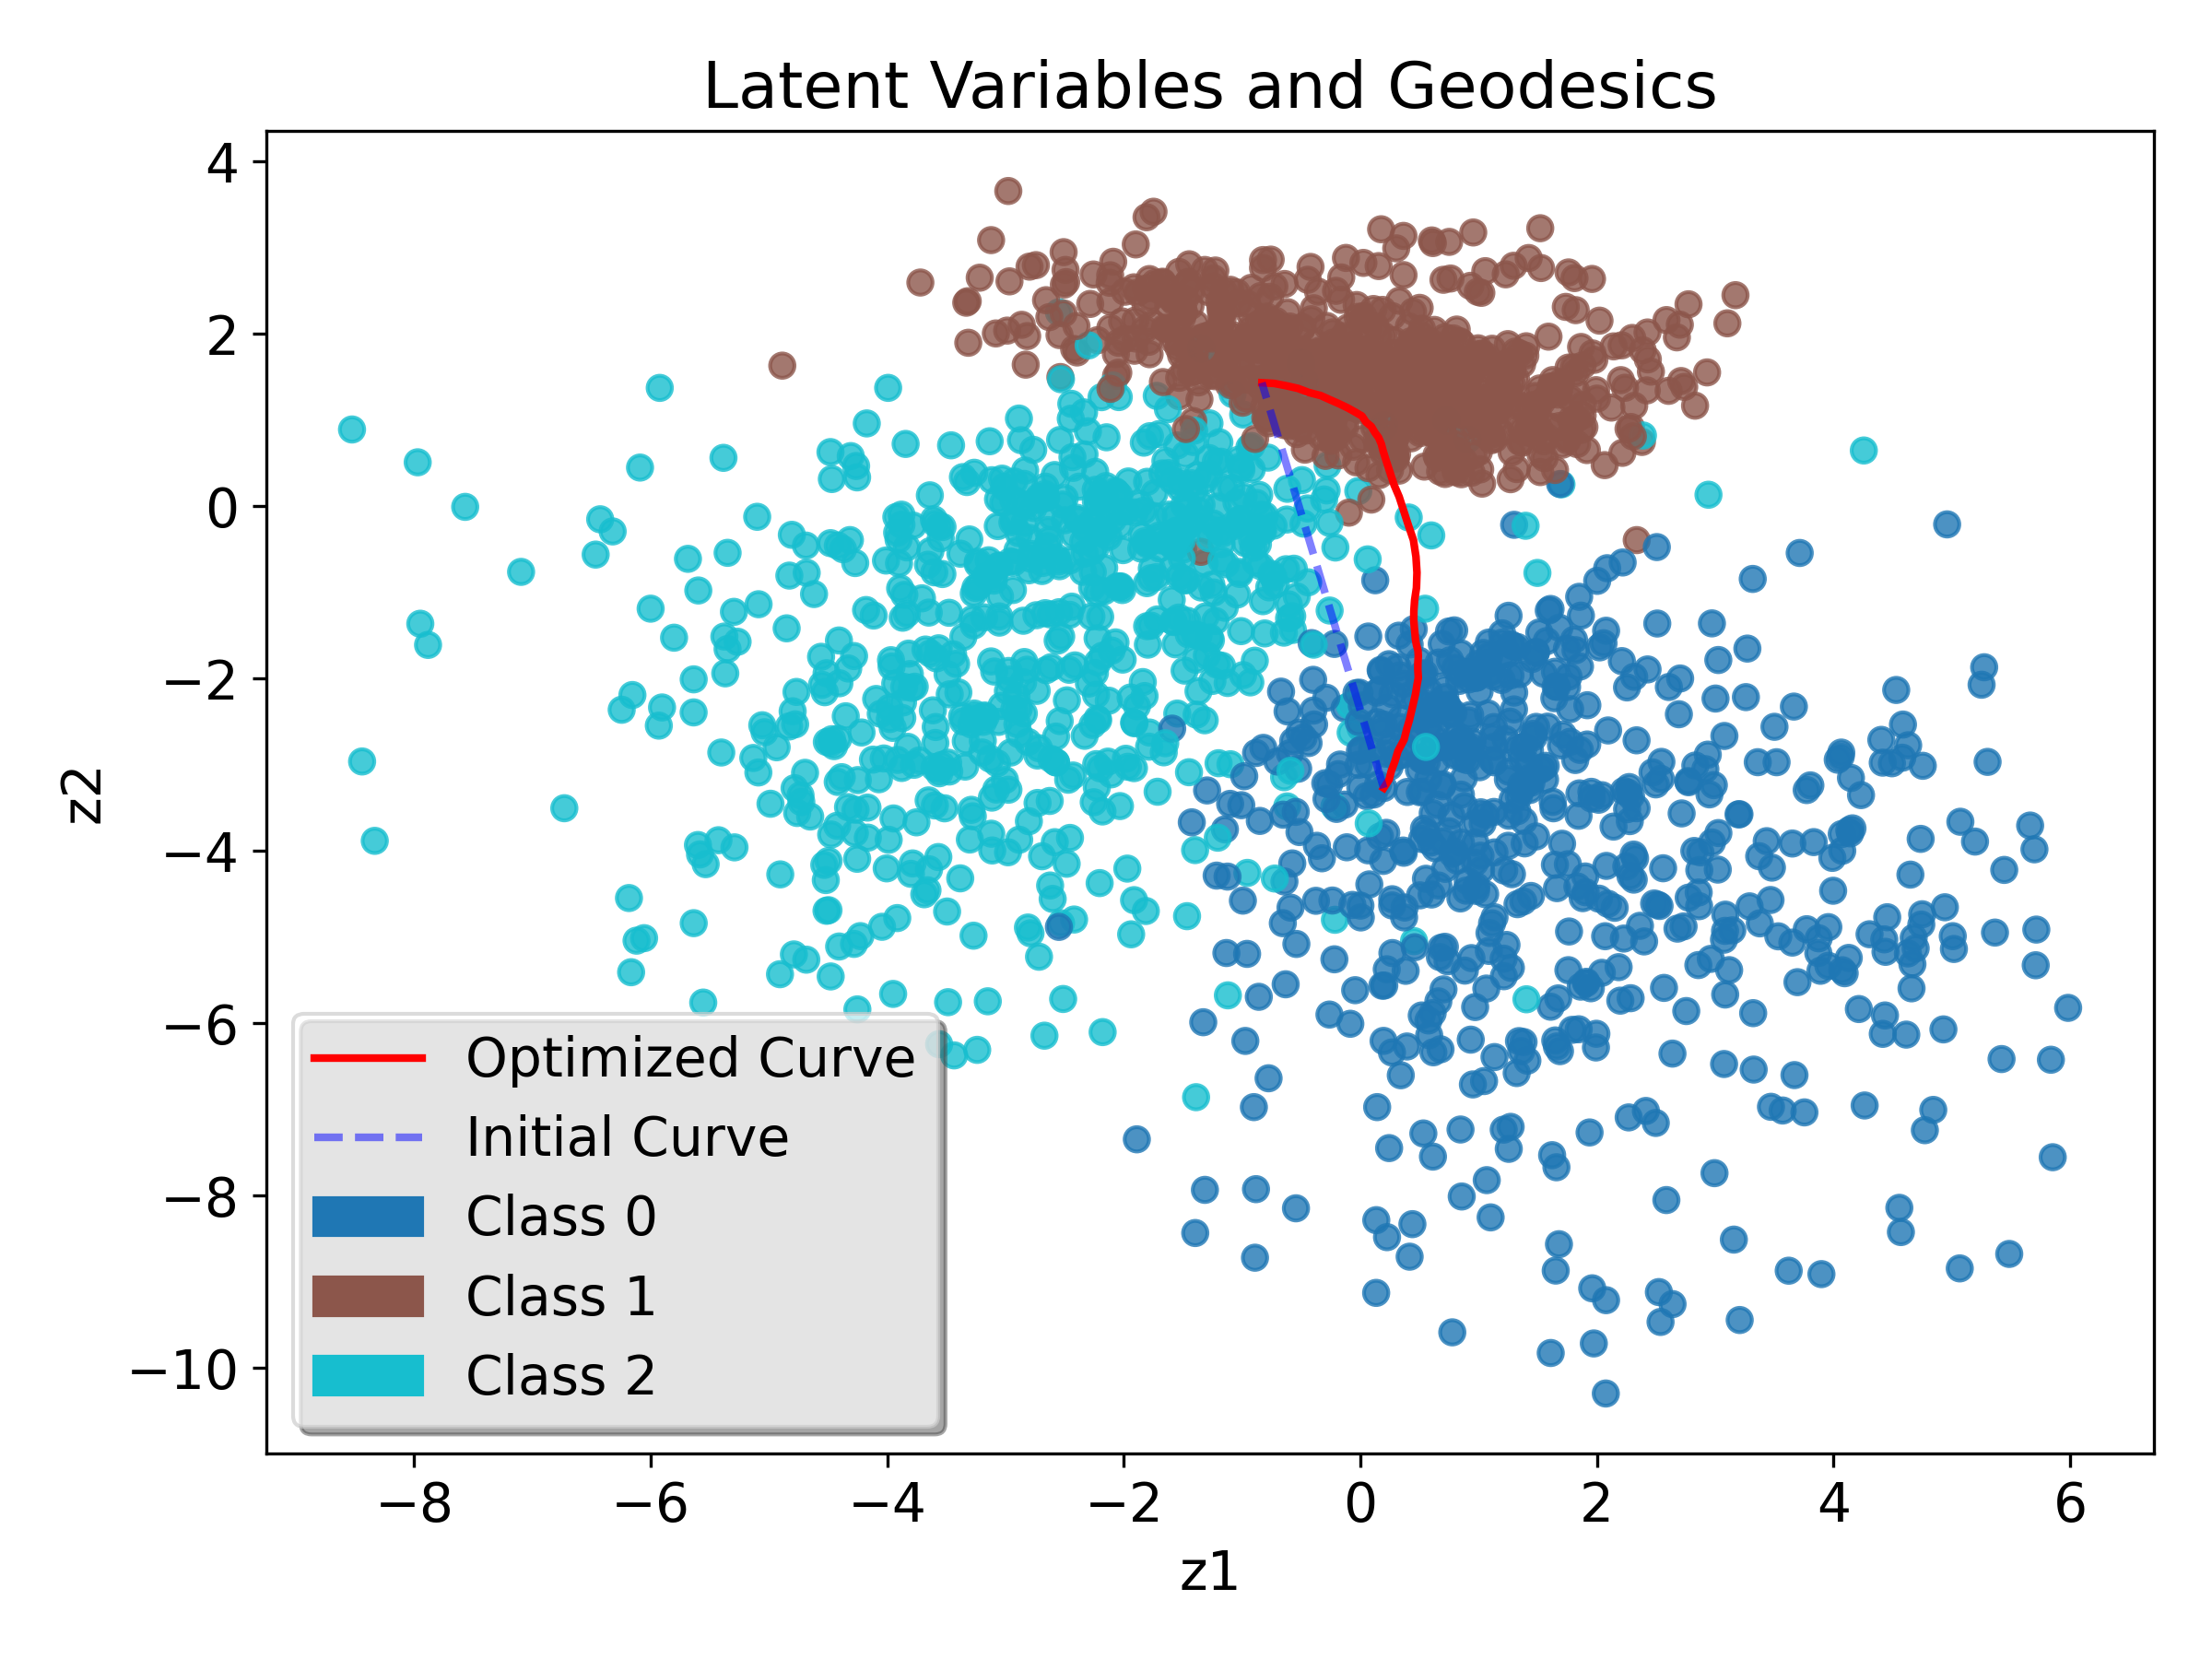 Latent Variables and Geodesics
4
2
0
−2
−4
−6
−8
−10
z2
Optimized Curve
Initial Curve
Class 0
Class 1
Class 2
−8 −6 −4 −2 0 2 4 6
z1